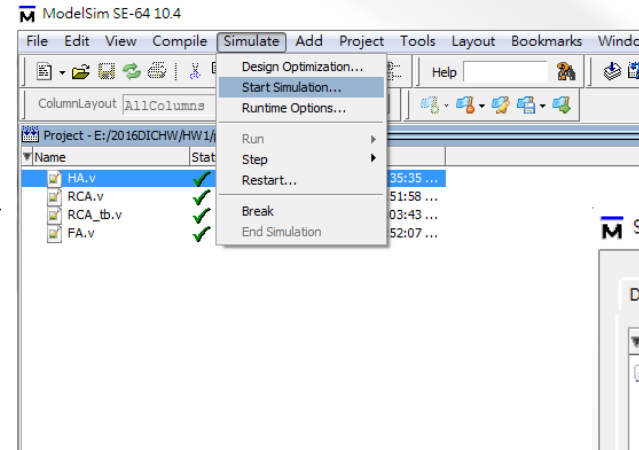 ModelSim SE-64 10.4
File Edit View Compile Simulate Add Project Tools Layout Bookmarks
Help
ColumnLayout AllColumns
Design Optimization...
Start Simulation...
Runtime Options...
Run
Step
Restart...
Break
End Simulation
Project - E:/2016DICHW/HW1/
Name Stat
HA.v 35:35 ...
RCA.v 51:58 ...
RCA_tb.v 03:43 ...
FA.v 52:07 ...